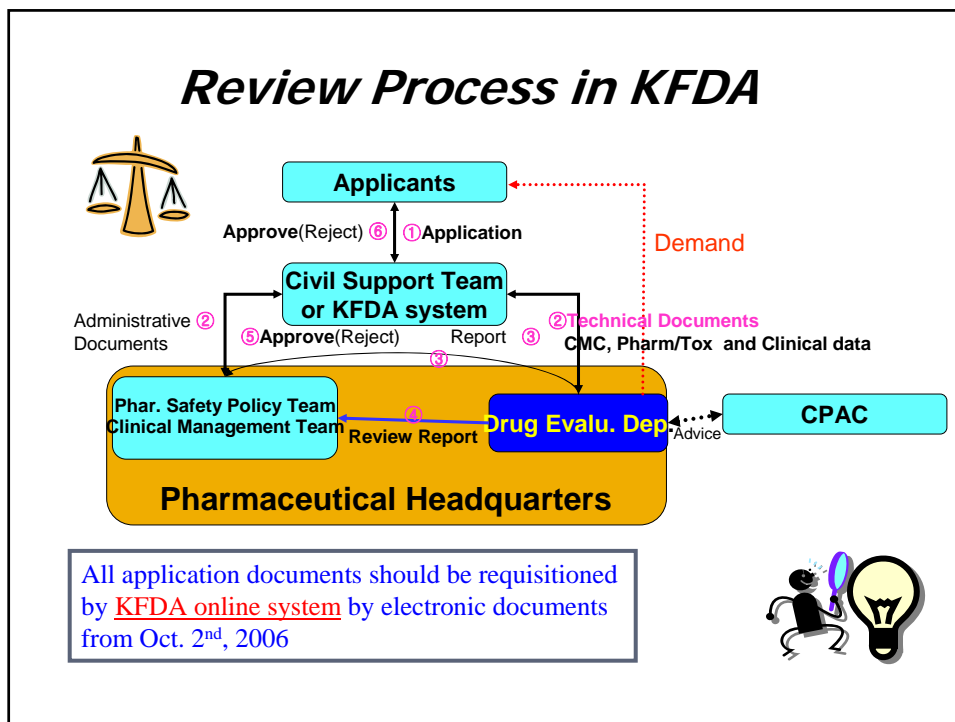 Review Process in KFDA
Applicants
Approve(Reject) ⑥ ①Application
Demand
Civil Support Team
or KFDA system
Administrative ②
Documents
⑤Approve(Reject)
Report ③
②Technical Documents
CMC, Pharm/Tox and Clinical data
③
Phar. Safety Policy Team
Clinical Management Team
④
Review Report
Drug Evalu. Dep.
Advice
CPAC
Pharmaceutical Headquarters
All application documents should be requisitioned
by KFDA online system by electronic documents
from Oct. 2nd, 2006